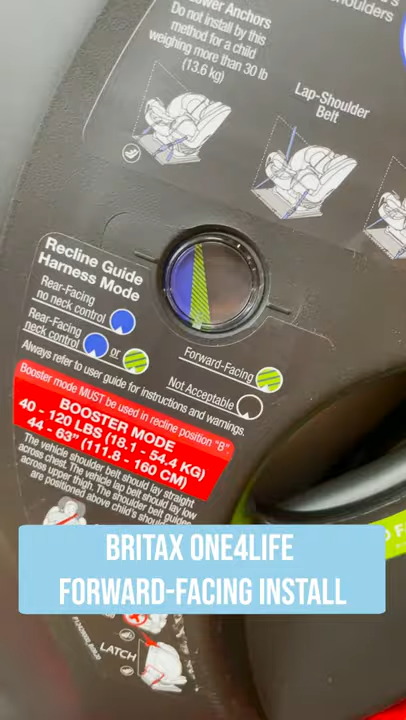 Lower Anchors
Do not install by this
method for a child
weighing more than 30 lb
(13.6 kg)
shoulders
Lap-Shoulder
Belt
Recline Guide
Harness Mode
Rear-Facing
no neck control
Rear-Facing
neck control
or
Forward-Facing
Not Acceptable
Always refer to user guide for instructions and warnings.
Booster mode MUST be used in recline position "B".
BOOSTER MODE
40 - 120 LBS (18.1 - 54.4 KG)
44 - 63" (111.8 - 160 CM)
The vehicle shoulder belt should lay straight
across chest. The vehicle lap belt should lay low
across upper thigh. The shoulder belt guides
are positioned above child's
BRITAX ONE4LIFE
FORWARD-FACING INSTALL
LATCH